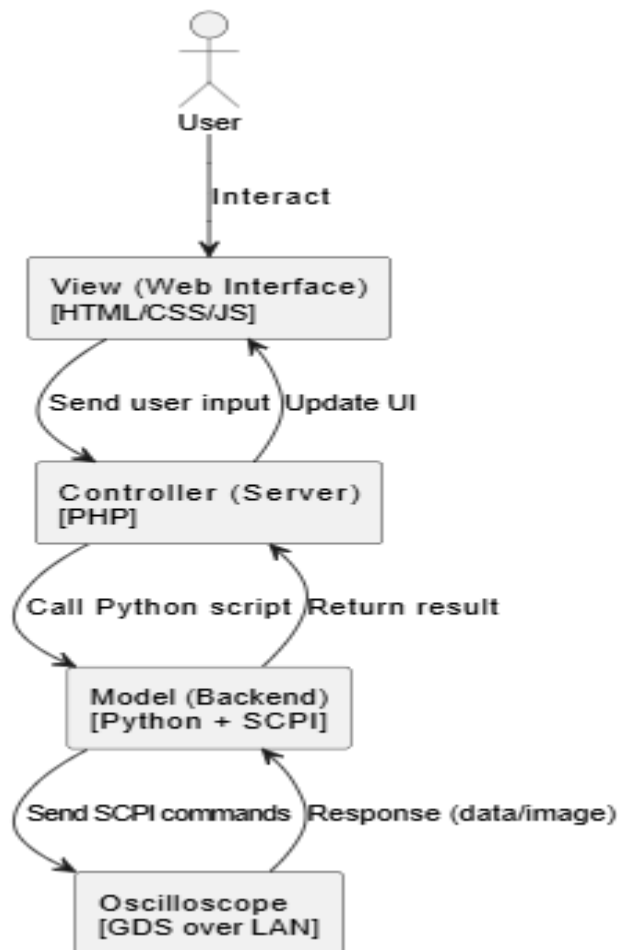 User
Interact
View (Web Interface)
[HTML/CSS/JS]
Send user input
Update UI
Controller (Server)
[PHP]
Call Python script
Return result
Model (Backend)
[Python + SCPI]
Send SCPI commands
Response (data/image)
Oscilloscope
[GDS over LAN]